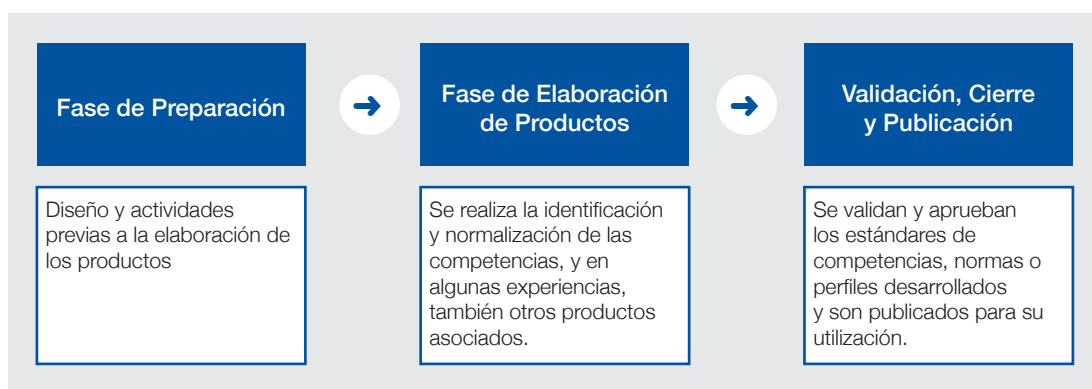 Fase de Preparación
Fase de Elaboración
de Productos
Validación, Cierre
y Publicación
Diseño y actividades
previas a la elaboración de
los productos
Se realiza la identificación
y normalización de las
competencias, y en
algunas experiencias,
también otros productos
asociados.
Se validan y aprueban
los estándares de
competencias, normas o
perfiles desarrollados
y son publicados para su
utilización.